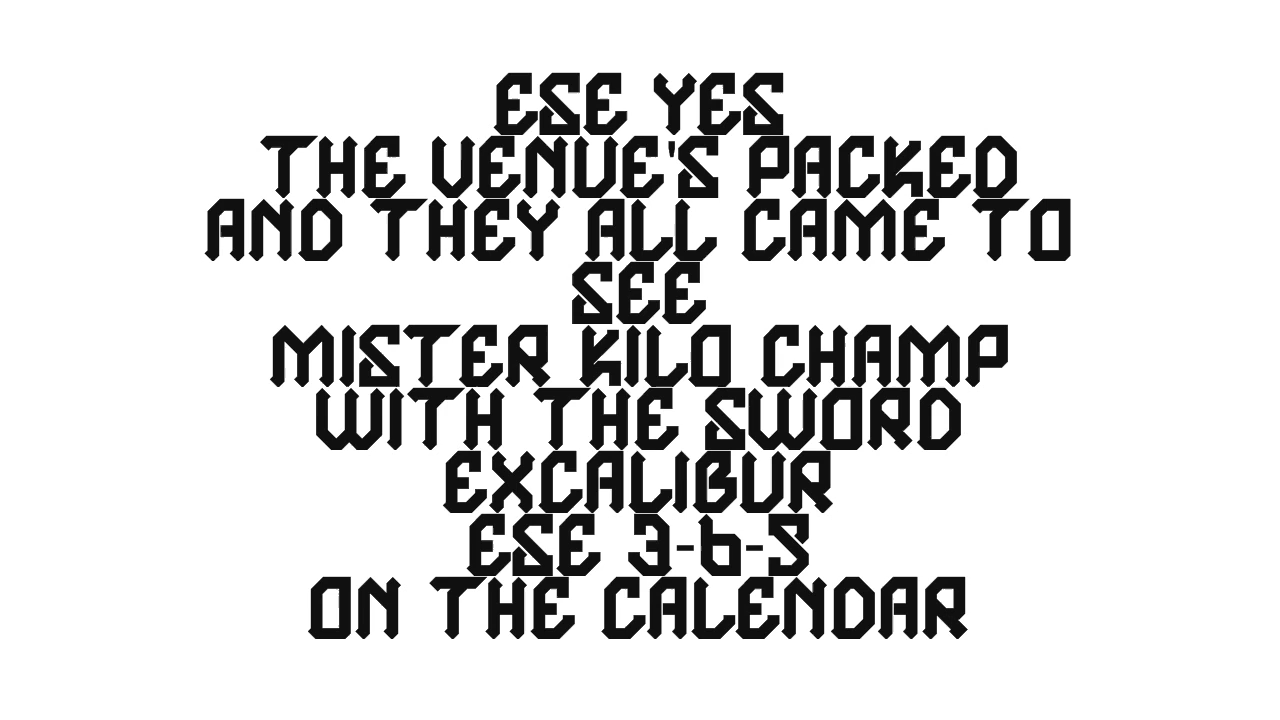 ESE YES
THE VENUE'S PACKED
AND THEY ALL CAME TO
SEE
MISTER KILO CHAMP
WITH THE SWORD
EXCALIBUR
ESE 3-6-5
ON THE CALENDAR